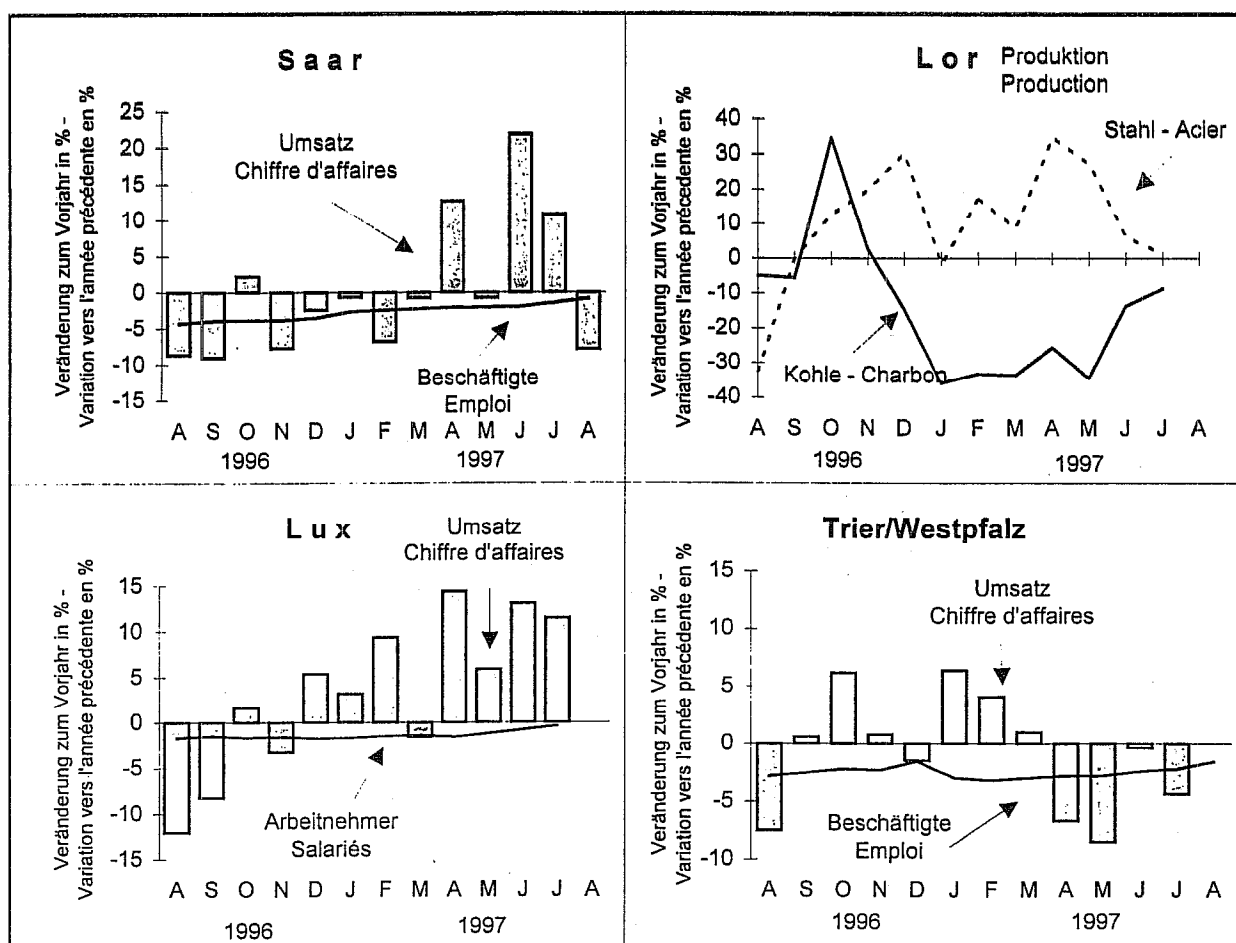 Saar
Veränderung zum Vorjahr in % -
Variation vers l'année précédente en %
25
20
15
10
5
0
-5
-10
-15
Umsatz
Chiffre d'affaires
Beschäftigte
Emploi
A S O N D J F M A M J J A
1996 1997
Lor Produktion
Production
Veränderung zum Vorjahr in % -
Variation vers l'année précédente en %
40
30
20
10
0
-10
-20
-30
-40
Stahl - Acier
Kohle - Charbon
A S O N D J F M A M J J A
1996 1997
Lux
Veränderung zum Vorjahr in % -
Variation vers l'année précédente en %
15
10
5
0
-5
-10
-15
Umsatz
Chiffre d'affaires
Arbeitnehmer
Salariés
A S O N D J F M A M J J A
1996 1997
Trier/Westpfalz
Veränderung zum Vorjahr in % -
Variation vers l'année précédente en %
15
10
5
0
-5
-10
Umsatz
Chiffre d'affaires
Beschäftigte
Emploi
A S O N D J F M A M J J A
1996 1997